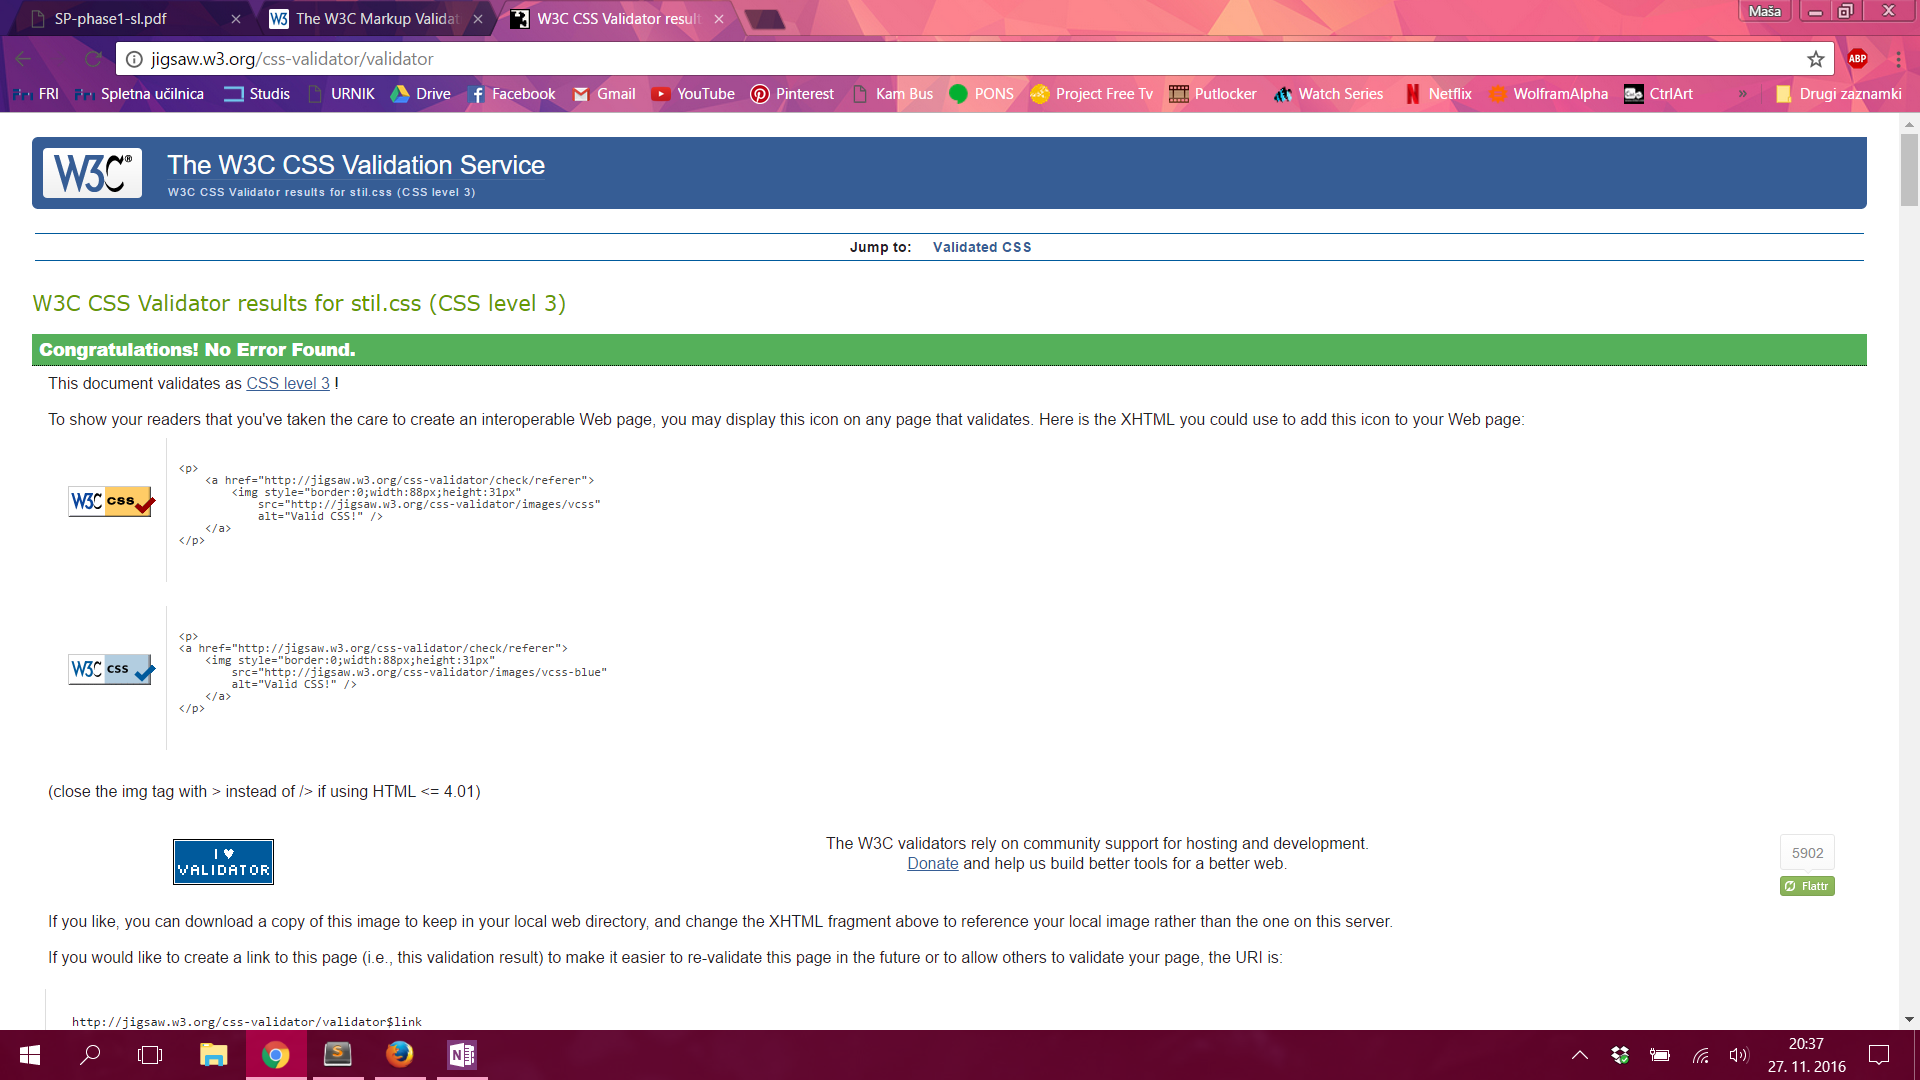 SP-phase1-sl.pdf
The W3C Markup Validat
W3C CSS Validator result
Maša
jigsaw.w3.org/css-validator/validator
ABP
FRI
Spletna učilnica
Studis
URNIK
Drive
Facebook
Gmail
YouTube
Pinterest
Kam Bus
PONS
Project Free Tv
Putlocker
Watch Series
Netflix
WolframAlpha
CtrlArt
»
Drugi zaznamki
W3C®
The W3C CSS Validation Service
W3C CSS Validator results for stil.css (CSS level 3)
Jump to: Validated CSS
W3C CSS Validator results for stil.css (CSS level 3)
Congratulations! No Error Found.
This document validates as CSS level 3 !
To show your readers that you've taken the care to create an interoperable Web page, you may display this icon on any page that validates. Here is the XHTML you could use to add this icon to your Web page:
W3C css
<p>
<a href="http://jigsaw.w3.org/css-validator/check/referer">
<img style="border:0;width:88px;height:31px"
src="http://jigsaw.w3.org/css-validator/images/vcss"
alt="Valid CSS!" />
</a>
</p>
W3C css
<p>
<a href="http://jigsaw.w3.org/css-validator/check/referer">
<img style="border:0;width:88px;height:31px"
src="http://jigsaw.w3.org/css-validator/images/vcss-blue"
alt="Valid CSS!" />
</a>
</p>
(close the img tag with > instead of /> if using HTML <= 4.01)
I ♥
VALIDATOR
The W3C validators rely on community support for hosting and development.
Donate and help us build better tools for a better web.
5902
Flattr
If you like, you can download a copy of this image to keep in your local web directory, and change the XHTML fragment above to reference your local image rather than the one on this server.
If you would like to create a link to this page (i.e., this validation result) to make it easier to re-validate this page in the future or to allow others to validate your page, the URI is:
http://jigsaw.w3.org/css-validator/validator$link
20:37
27. 11. 2016